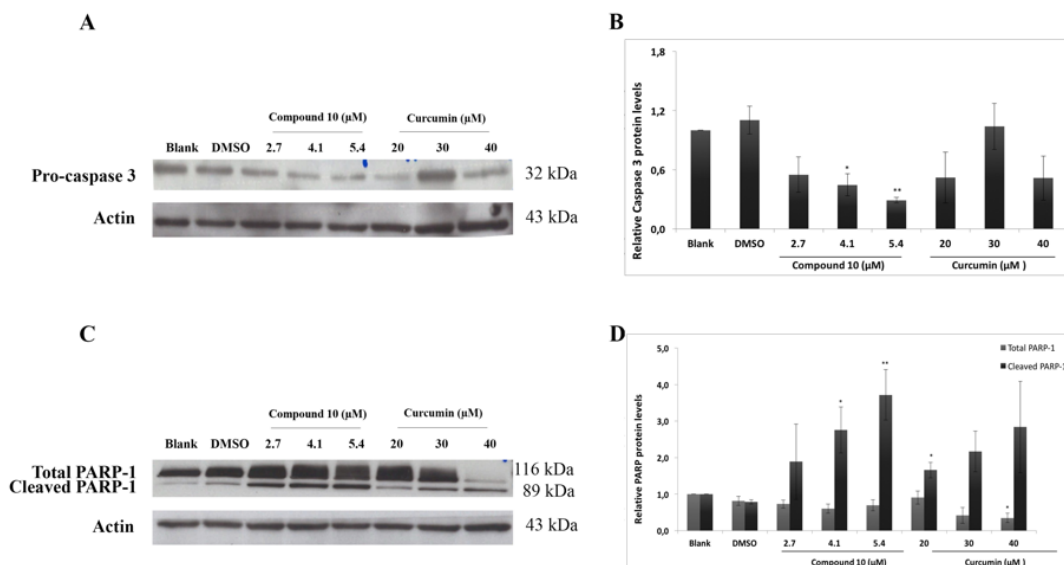 A
Compound 10 (µM)
Curcumin (µM)
Blank DMSO 2.7 4.1 5.4 20 30 40
Pro-caspase 3
32 kDa
Actin
43 kDa
B
Relative Caspase 3 protein levels
1,8
1,2
0,6
0,0
* **
Blank DMSO 2.7 4.1 5.4 20 30 40
Compound 10 (µM) Curcumin (µM )
C
Compound 10 (µM)
Curcumin (µM)
Blank DMSO 2.7 4.1 5.4 20 30 40
Total PARP-1
116 kDa
Cleaved PARP-1
89 kDa
Actin
43 kDa
D
Relative PARP protein levels
5,0
4,0
3,0
2,0
1,0
0,0
Total PARP-1
Cleaved PARP-1
* ** * *
Blank DMSO 2.7 4.1 5.4 20 30 40
Compound 10 (µM) Curcumin (µM )